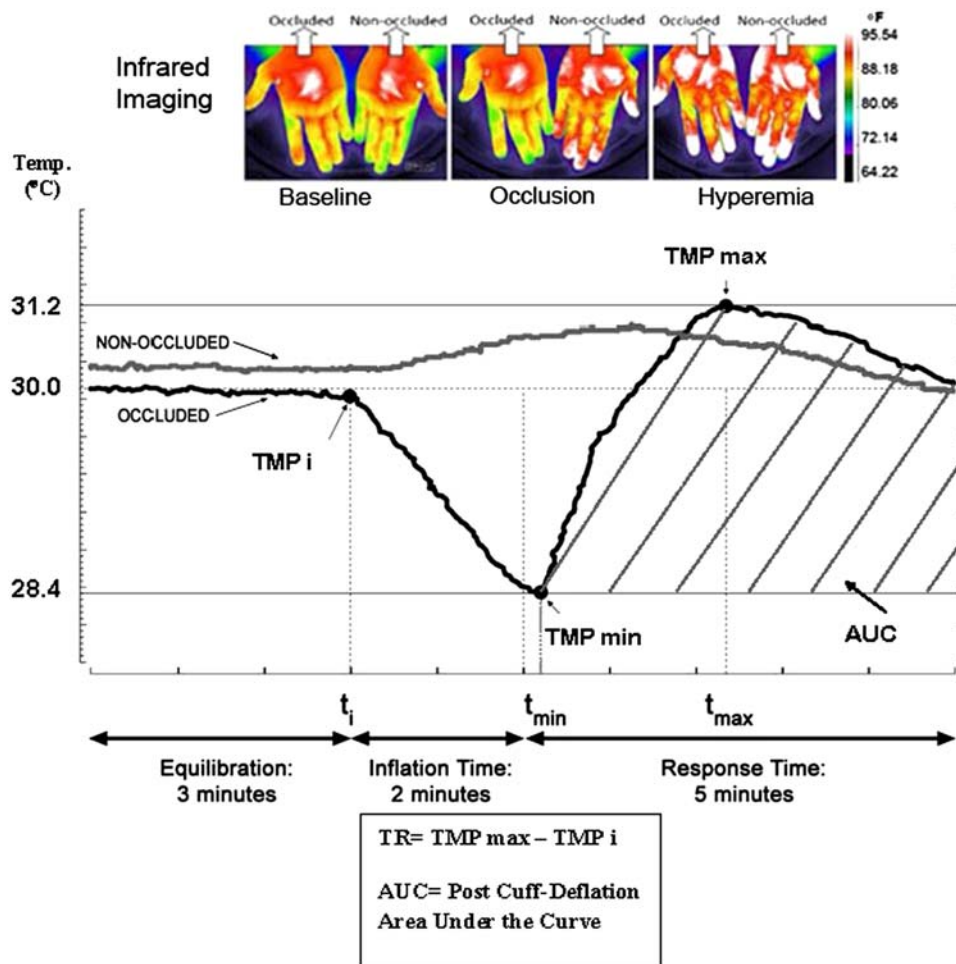 Occluded Non-occluded Occluded Non-occluded Occluded Non-occluded
°F
95.54
88.18
80.06
72.14
64.22
Infrared
Imaging
Baseline Occlusion Hyperemia
Temp.
(°C)
31.2
30.0
28.4
NON-OCCLUDED
OCCLUDED
TMP i
TMP max
TMP min
AUC
ti tmin tmax
Equilibration:
3 minutes
Inflation Time:
2 minutes
Response Time:
5 minutes
TR= TMP max – TMP i
AUC= Post Cuff-Deflation
Area Under the Curve